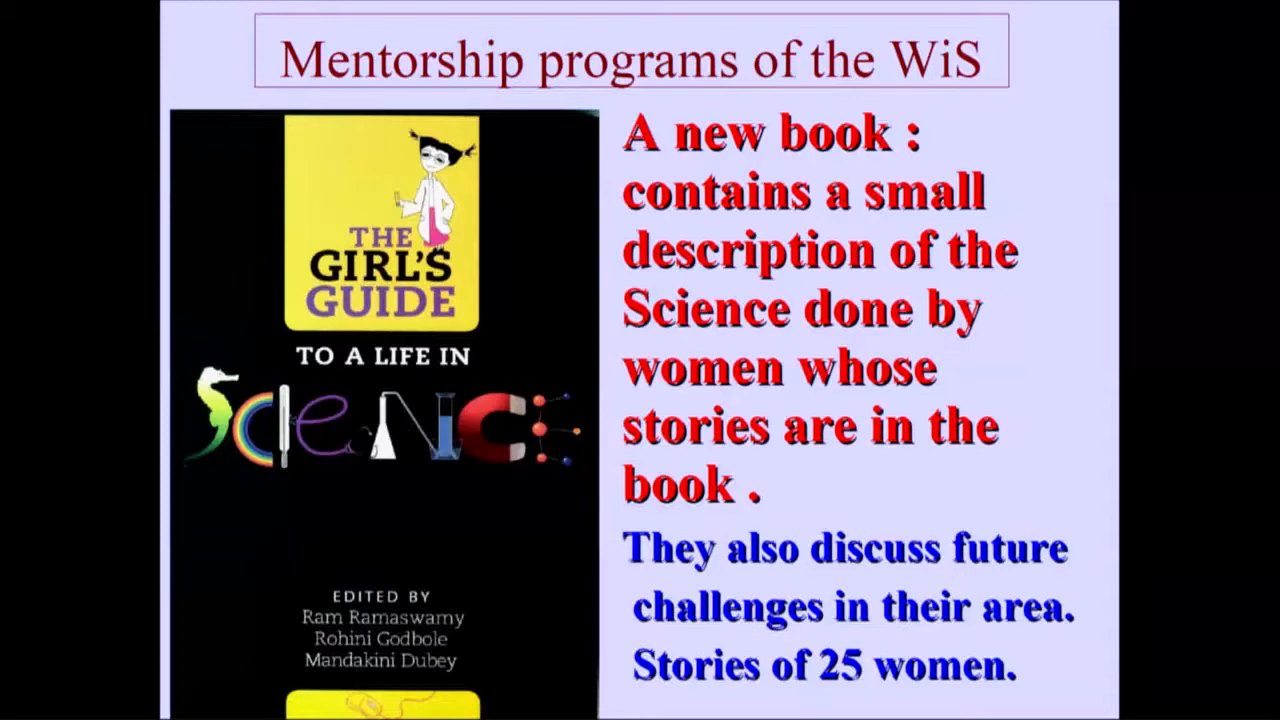 Mentorship programs of the WiS
THE
GIRL'S
GUIDE
TO A LIFE IN
SCIENCE
EDITED BY
Ram Ramaswamy
Rohini Godbole
Mandakini Dubey
A new book :
contains a small
description of the
Science done by
women whose
stories are in the
book .
They also discuss future
challenges in their area.
Stories of 25 women.